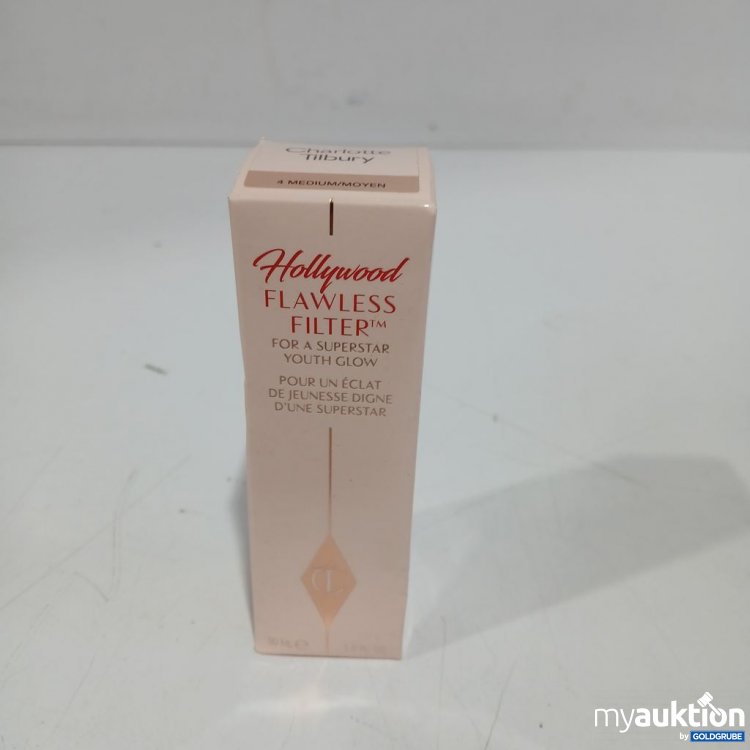 Charlotte
Tilbury
4 MEDIUM/MOYEN
Hollywood
FLAWLESS
FILTER™
FOR A SUPERSTAR
YOUTH GLOW
POUR UN ÉCLAT
DE JEUNESSE DIGNE
D'UNE SUPERSTAR
CT
myauktion
by GOLDGRUBE